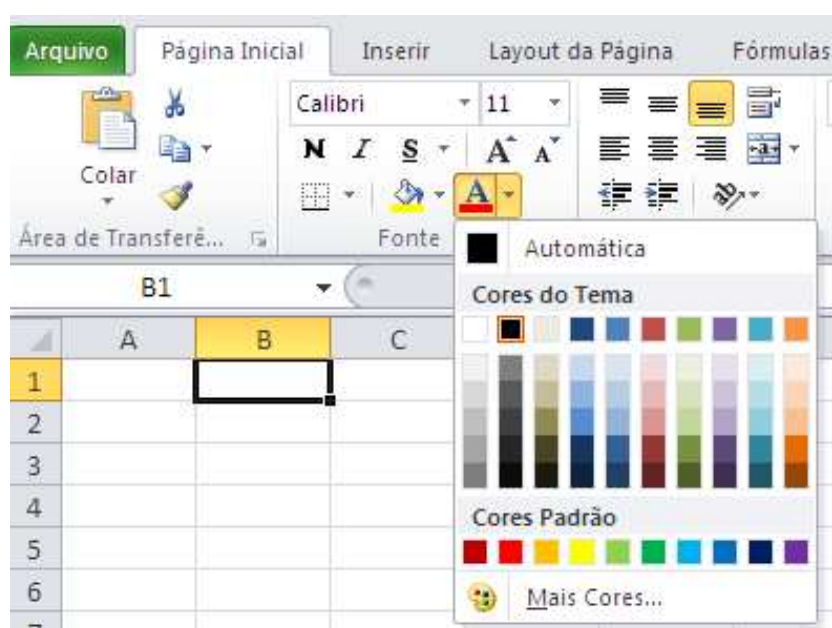 Arquivo Página Inicial Inserir Layout da Página Fórmulas
Calibri 11
N I S A A
Colar
A
Área de Transferê... Fonte
Automática
B1
Cores do Tema
A B C
1
2
3
4
Cores Padrão
5
6
Mais Cores...